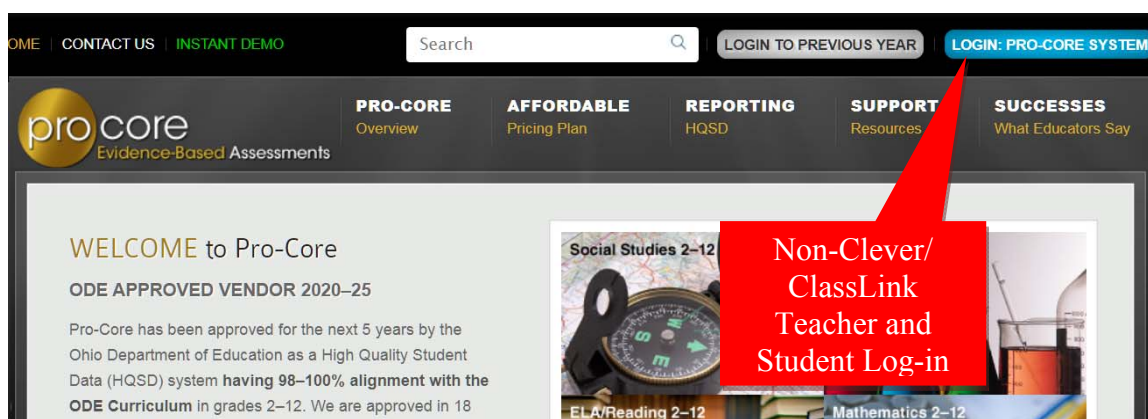 OME CONTACT US INSTANT DEMO Search LOGIN TO PREVIOUS YEAR LOGIN: PRO-CORE SYSTEM
pro core
Evidence-Based Assessments
PRO-CORE AFFORDABLE REPORTING SUPPORT SUCCESSES
Overview Pricing Plan HQSD Resources What Educators Say
WELCOME to Pro-Core
ODE APPROVED VENDOR 2020–25
Pro-Core has been approved for the next 5 years by the
Ohio Department of Education as a High Quality Student
Data (HQSD) system having 98–100% alignment with the
ODE Curriculum in grades 2–12. We are approved in 18
Social Studies 2–12
W
S
E
Non-Clever/
ClassLink
Teacher and
Student Log-in
ELA/Reading 2–12 Mathematics 2–12